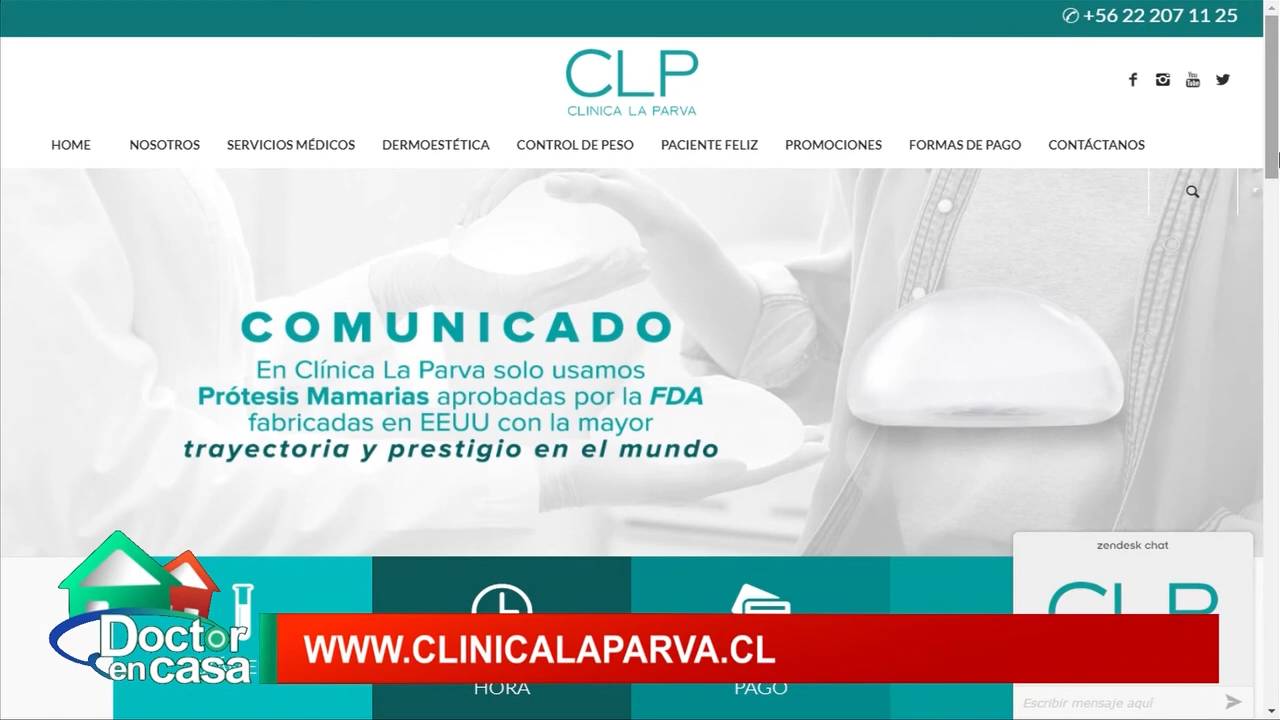 +56 22 207 11 25
CLP
CLINICA LA PARVA
You
Tube
HOME NOSOTROS SERVICIOS MÉDICOS DERMOESTÉTICA CONTROL DE PESO PACIENTE FELIZ PROMOCIONES FORMAS DE PAGO CONTÁCTANOS
COMUNICADO
En Clínica La Parva solo usamos
Prótesis Mamarias aprobadas por la FDA
fabricadas en EEUU con la mayor
trayectoria y prestigio en el mundo
zendesk chat
CLP
Doctor
en casa
WWW.CLINICALAPARVA.CL
HORA
PAGO
Escribir mensaje aquí